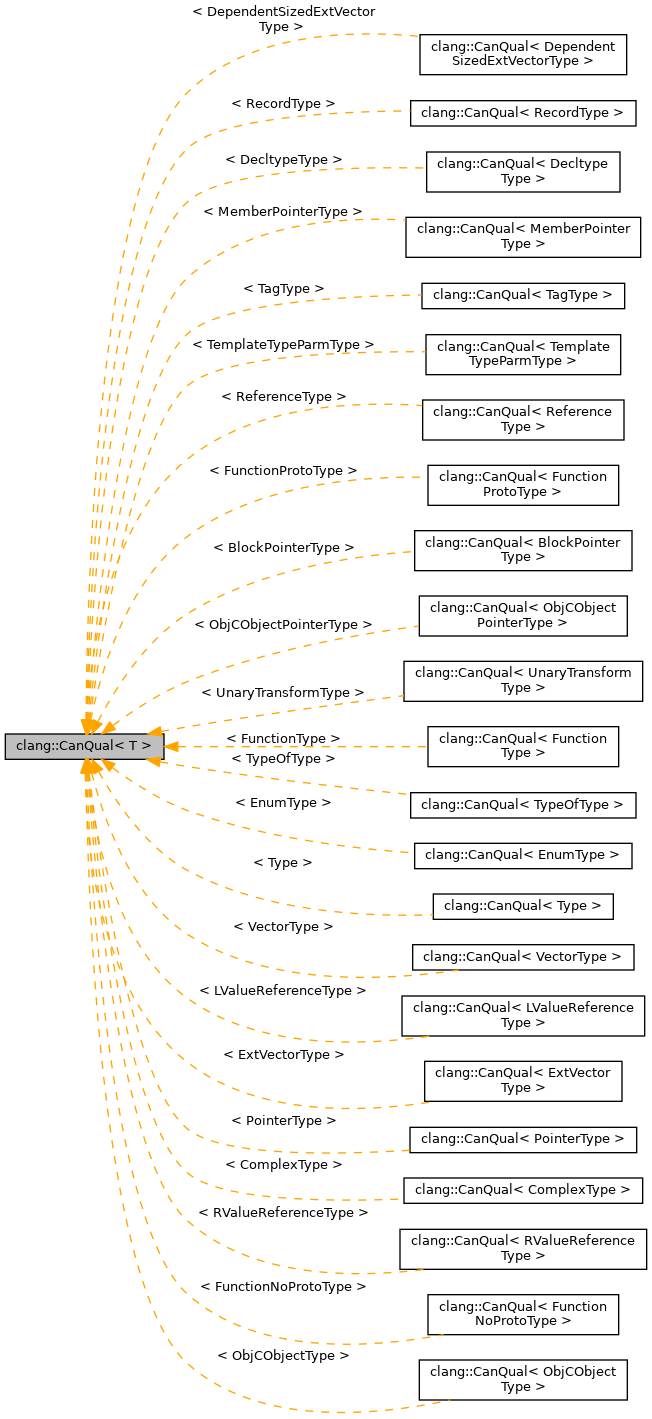 < DependentSizedExtVector
Type >
clang::CanQual< Dependent
SizedExtVectorType >
< RecordType >
clang::CanQual< RecordType >
< DecltypeType >
clang::CanQual< Decltype
Type >
< MemberPointerType >
clang::CanQual< MemberPointer
Type >
< TagType >
clang::CanQual< TagType >
< TemplateTypeParmType >
clang::CanQual< Template
TypeParmType >
< ReferenceType >
clang::CanQual< Reference
Type >
< FunctionProtoType >
clang::CanQual< Function
ProtoType >
< BlockPointerType >
clang::CanQual< BlockPointer
Type >
< ObjCObjectPointerType >
clang::CanQual< ObjCObject
PointerType >
< UnaryTransformType >
clang::CanQual< UnaryTransform
Type >
clang::CanQual< T >
< FunctionType >
clang::CanQual< Function
Type >
< TypeOfType >
clang::CanQual< TypeOfType >
< EnumType >
clang::CanQual< EnumType >
< Type >
clang::CanQual< Type >
< VectorType >
clang::CanQual< VectorType >
< LValueReferenceType >
clang::CanQual< LValueReference
Type >
< ExtVectorType >
clang::CanQual< ExtVector
Type >
< PointerType >
clang::CanQual< PointerType >
< ComplexType >
clang::CanQual< ComplexType >
< RValueReferenceType >
clang::CanQual< RValueReference
Type >
< FunctionNoProtoType >
clang::CanQual< Function
NoProtoType >
< ObjCObjectType >
clang::CanQual< ObjCObject
Type >